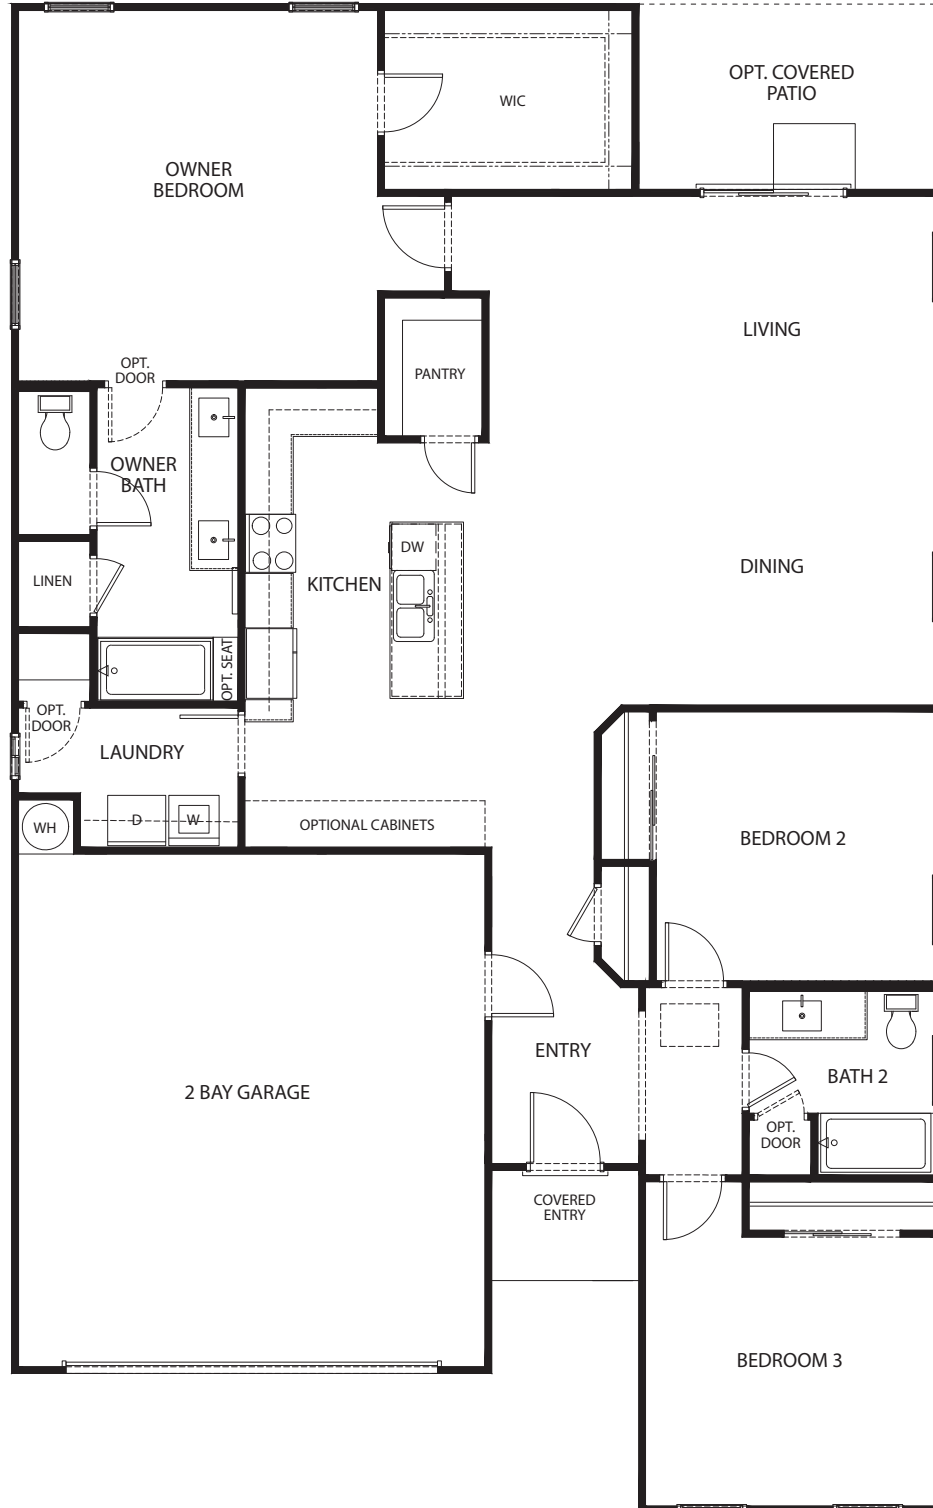 OPT. COVERED
PATIO
WIC
OWNER
BEDROOM
LIVING
OPT.
DOOR
PANTRY
OWNER
BATH
DW
DINING
LINEN
KITCHEN
OPT. SEAT
OPT.
DOOR
LAUNDRY
WH
D
W
OPTIONAL CABINETS
BEDROOM 2
ENTRY
2 BAY GARAGE
BATH 2
OPT.
DOOR
COVERED
ENTRY
BEDROOM 3